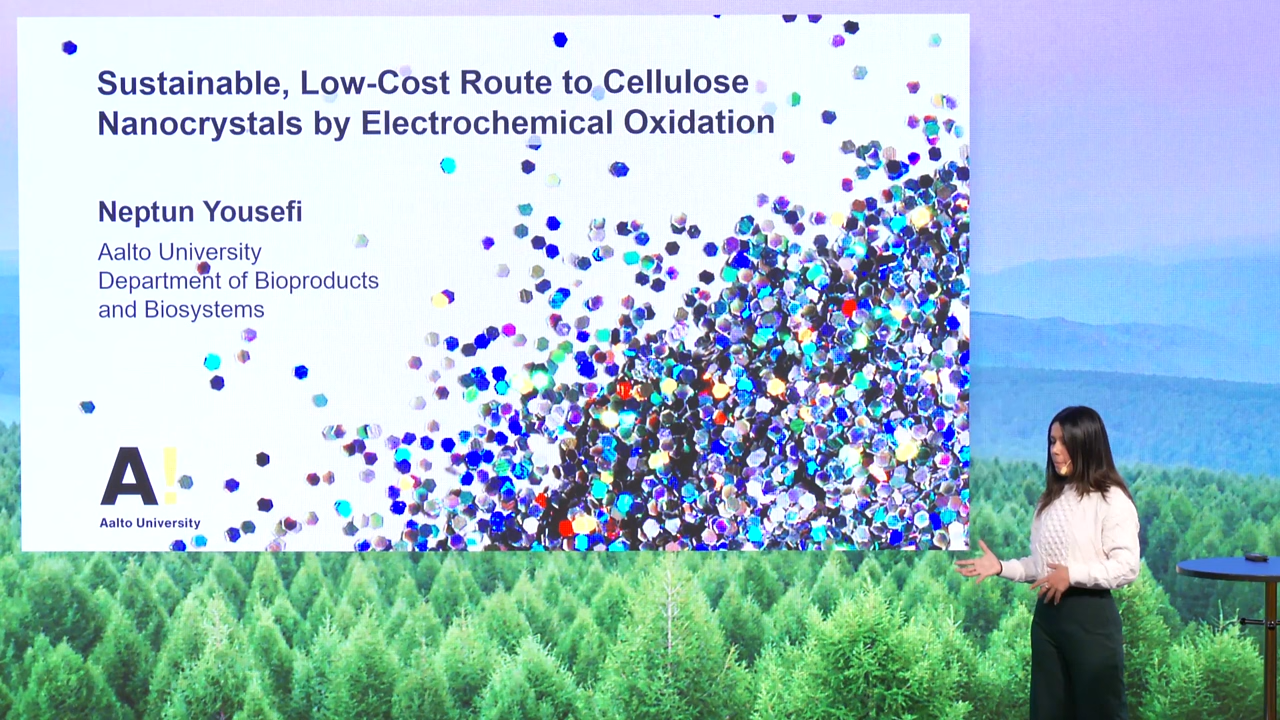 Sustainable, Low-Cost Route to Cellulose
Nanocrystals by Electrochemical Oxidation
Neptun Yousefi
Aalto University
Department of Bioproducts
and Biosystems
A!
Aalto University